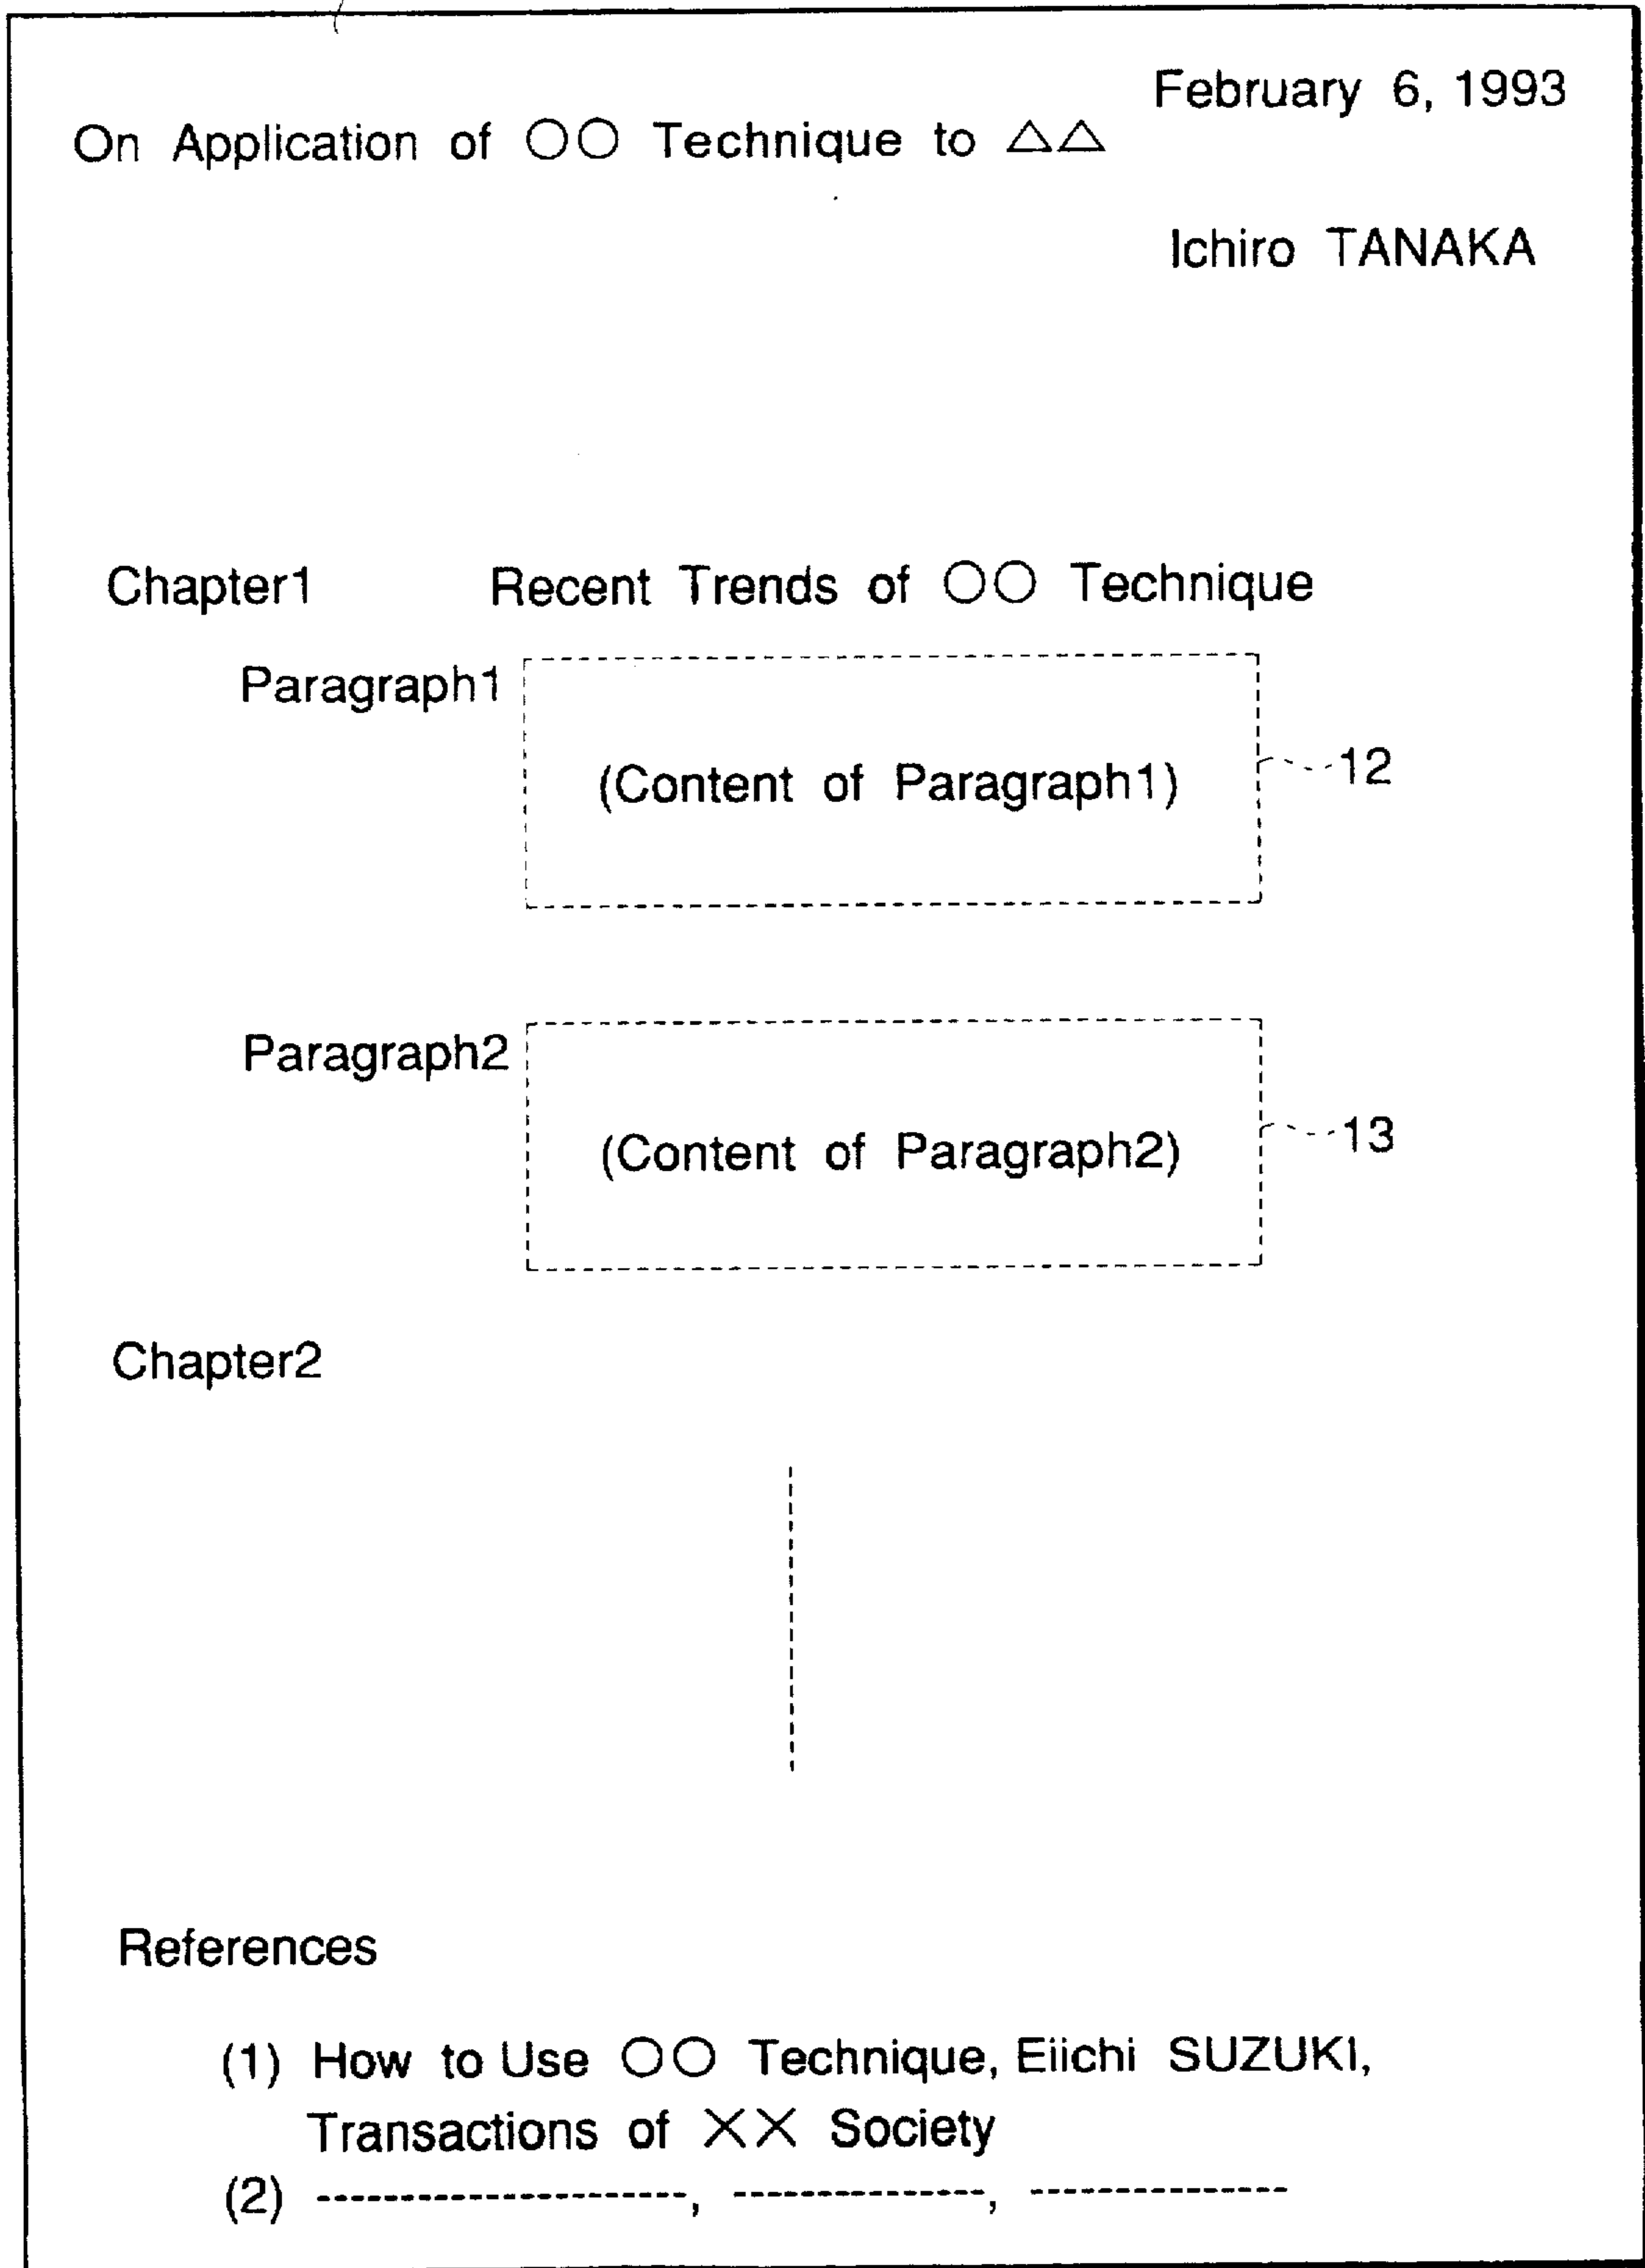 February 6, 1993
On Application of ○○ Technique to △△
Ichiro TANAKA
Chapter1 Recent Trends of ○○ Technique
Paragraph1
(Content of Paragraph1)
12
Paragraph2
(Content of Paragraph2)
13
Chapter2
References
(1) How to Use ○○ Technique, Eiichi SUZUKI,
Transactions of ×× Society
(2) ----------------------, ---------------, ---------------